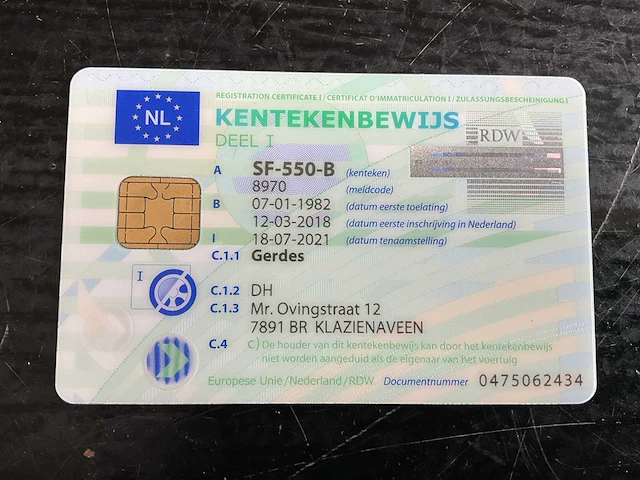 REGISTRATION CERTIFICATE I / CERTIFICAT D'IMMATRICULATION I / ZULASSUNGSBESCHEINIGUNG I
NL
KENTEKENBEWIJS
DEEL I
RDW
A SF-550-B (kenteken)
8970 (meldcode)
B 07-01-1982 (datum eerste toelating)
12-03-2018 (datum eerste inschrijving in Nederland)
I 18-07-2021 (datum tenaamstelling)
C.1.1 Gerdes
I
C.1.2 DH
C.1.3 Mr. Ovingstraat 12
7891 BR KLAZIENAVEEN
C.4 C) De houder van dit kentekenbewijs kan door het kentekenbewijs
niet worden aangeduid als de eigenaar van het voertuig
Europese Unie/Nederland/RDW Documentnummer 0475062434